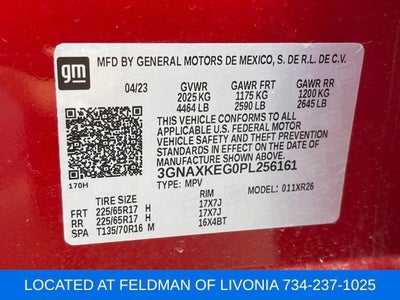 gm
MFD BY GENERAL MOTORS DE MEXICO, S. DE R.L. DE C.V.
04/23 GVWR GAWR FRT GAWR RR
2025 KG 1175 KG 1200 KG
4464 LB 2590 LB 2645 LB
THIS VEHICLE CONFORMS TO ALL
APPLICABLE U.S. FEDERAL MOTOR
VEHICLE SAFETY AND THEFT PREVENTION
STANDARDS IN EFFECT ON THE DATE OF
MANUFACTURE SHOWN ABOVE.
3GNAXKEG0PL256161
170H TYPE: MPV MODEL: 011XR26
TIRE SIZE RIM
FRT 225/65R17 H 17X7J
RR 225/65R17 H 17X7J
SPA T135/70R16 M 16X4BT
LOCATED AT FELDMAN OF LIVONIA 734-237-1025